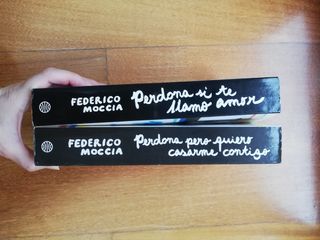 FEDERICO
MOCCIA
Perdona si te
llamo amor
FEDERICO
MOCCIA
Perdona pero quiero
casarme contigo